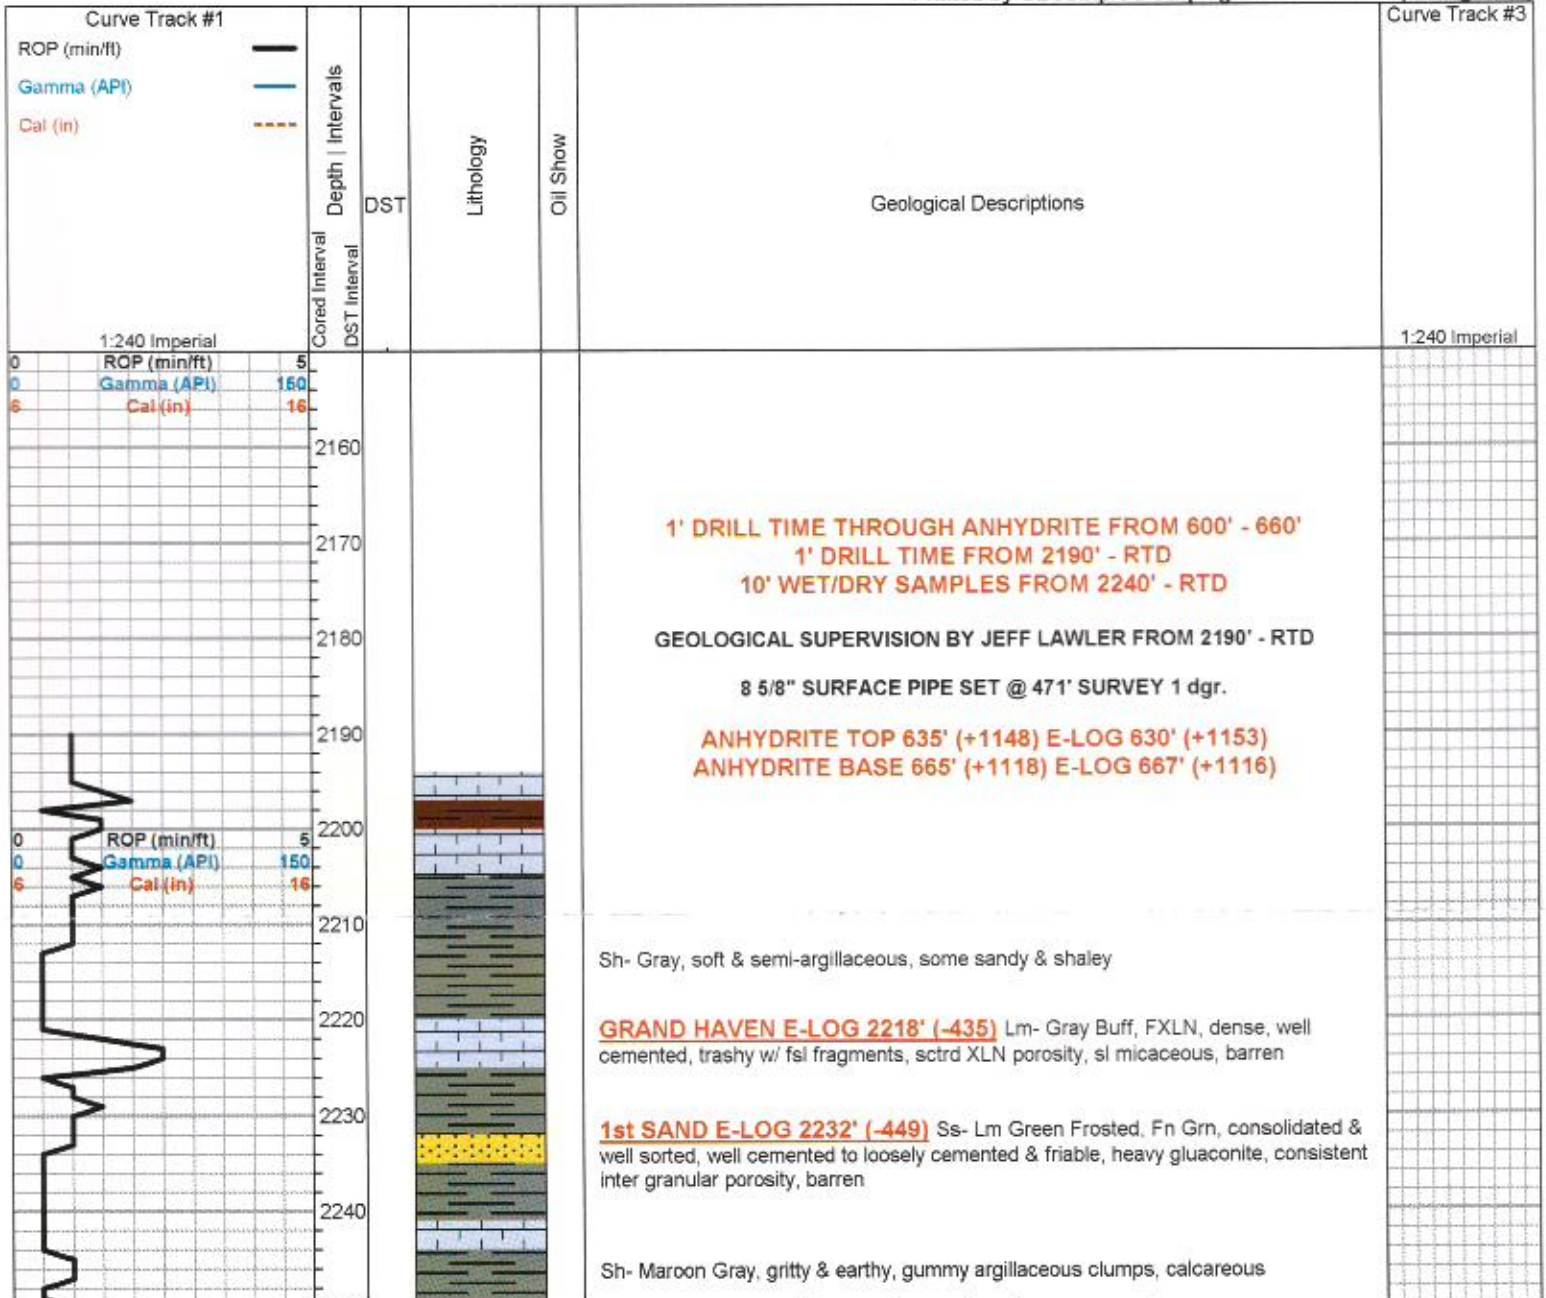 Curve Track #1
ROP (min/ft)
Gamma (API)
Cal (in)
1:240 Imperial
Depth | Intervals
Cored Interval
DST Interval
DST
Lithology
Oil Show
Geological Descriptions
Curve Track #3
1:240 Imperial
0 ROP (min/ft) 5
0 Gamma (API) 150
6 Cal (in) 16
2160
1' DRILL TIME THROUGH ANHYDRITE FROM 600' - 660'
2170
1' DRILL TIME FROM 2190' - RTD
10' WET/DRY SAMPLES FROM 2240' - RTD
2180
GEOLOGICAL SUPERVISION BY JEFF LAWLER FROM 2190' - RTD
8 5/8" SURFACE PIPE SET @ 471' SURVEY 1 dgr.
2190
ANHYDRITE TOP 635' (+1148) E-LOG 630' (+1153)
ANHYDRITE BASE 665' (+1118) E-LOG 667' (+1116)
2200
0 ROP (min/ft) 5
0 Gamma (API) 150
6 Cal (in) 16
2210
Sh- Gray, soft & semi-argillaceous, some sandy & shaley
2220
GRAND HAVEN E-LOG 2218' (-435) Lm- Gray Buff, FXLN, dense, well
cemented, trashy w/ fsl fragments, sctrd XLN porosity, sl micaceous, barren
2230
1st SAND E-LOG 2232' (-449) Ss- Lm Green Frosted, Fn Grn, consolidated &
well sorted, well cemented to loosely cemented & friable, heavy gluaconite, consistent
inter granular porosity, barren
2240
Sh- Maroon Gray, gritty & earthy, gummy argillaceous clumps, calcareous